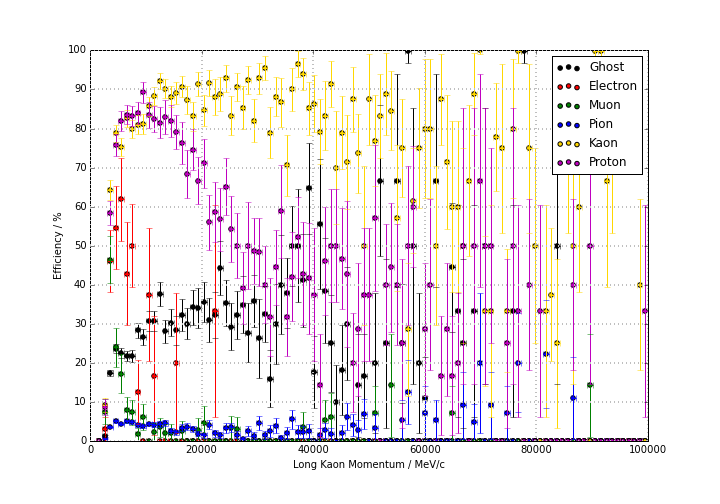 100
90
80
70
60
50
40
30
20
10
0
Efficiency / %
0
20000
40000
60000
80000
100000
Long Kaon Momentum / MeV/c
Ghost
Electron
Muon
Pion
Kaon
Proton